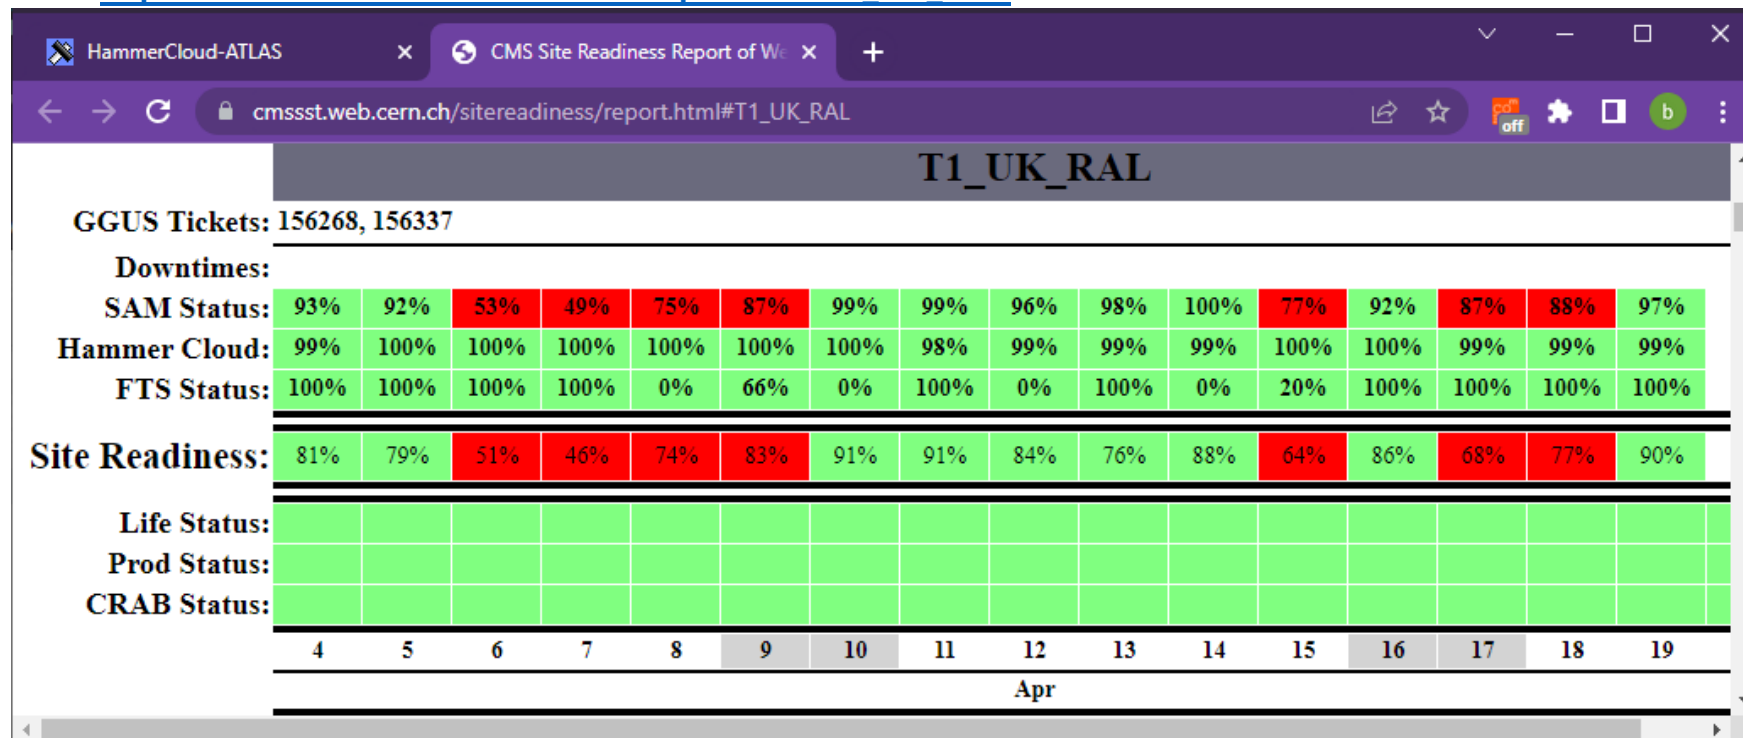 HammerCloud-ATLAS
CMS Site Readiness Report of We
cmssst.web.cern.ch/sitereadiness/report.html#T1_UK_RAL
off
b
T1_UK_RAL
GGUS Tickets: 156268, 156337
Downtimes:
SAM Status: 93% 92% 53% 49% 75% 87% 99% 99% 96% 98% 100% 77% 92% 87% 88% 97%
Hammer Cloud: 99% 100% 100% 100% 100% 100% 100% 98% 99% 99% 99% 100% 100% 99% 99% 99%
FTS Status: 100% 100% 100% 100% 0% 66% 0% 100% 0% 100% 0% 20% 100% 100% 100% 100%
Site Readiness: 81% 79% 51% 46% 74% 83% 91% 91% 84% 76% 88% 64% 86% 68% 77% 90%
Life Status:
Prod Status:
CRAB Status:
4 5 6 7 8 9 10 11 12 13 14 15 16 17 18 19
Apr